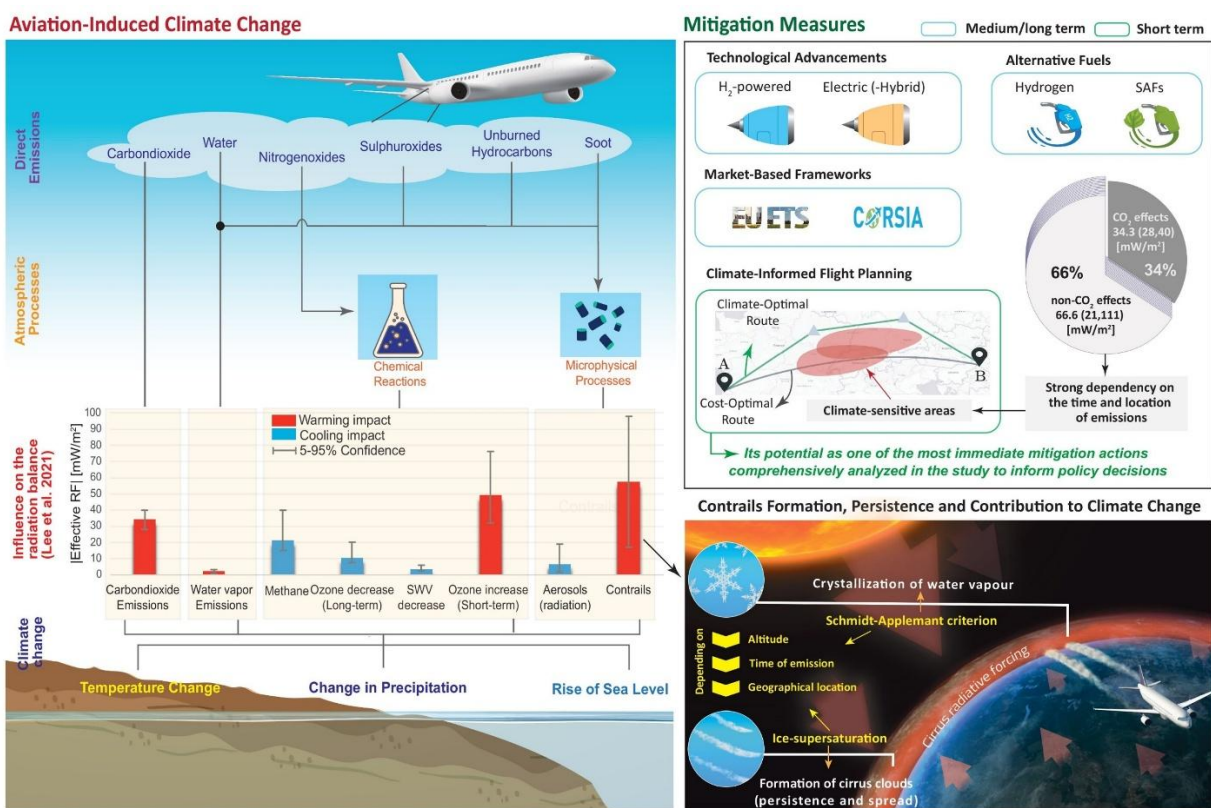 Aviation-Induced Climate Change
Direct
Emissions
Carbondioxide
Water
Nitrogenoxides
Sulphuroxides
Unburned
Hydrocarbons
Soot
Atmospheric
Processes
Chemical
Reactions
Microphysical
Processes
Influence on the
radiation balance
(Lee et al. 2021)
|Effective RF| [mW/m²]
100
90
80
70
60
50
40
30
20
10
0
Warming impact
Cooling impact
5-95% Confidence
Contrails
Carbondioxide
Emissions
Water vapor
Emissions
Methane
Ozone decrease
(Long-term)
SWV
decrease
Ozone increase
(Short-term)
Aerosols
(radiation)
Contrails
Climate
change
Temperature Change
Change in Precipitation
Rise of Sea Level
Mitigation Measures
Medium/long term
Short term
Technological Advancements
H₂-powered
Electric (-Hybrid)
Alternative Fuels
Hydrogen
SAFs
Market-Based Frameworks
EU ETS
CORSIA
CO₂ effects
34.3 (28,40)
[mW/m²]
34%
66%
non-CO₂ effects
66.6 (21,111)
[mW/m²]
Climate-Informed Flight Planning
Climate-Optimal
Route
A
B
Cost-Optimal
Route
Climate-sensitive areas
Strong dependency on
the time and location
of emissions
Its potential as one of the most immediate mitigation actions
comprehensively analyzed in the study to inform policy decisions
Contrails Formation, Persistence and Contribution to Climate Change
Crystallization of water vapour
Schmidt-Applemant criterion
Depending on
Altitude
Time of emission
Geographical location
Ice-supersaturation
Formation of cirrus clouds
(persistence and spread)
Cirrus radiative forcing